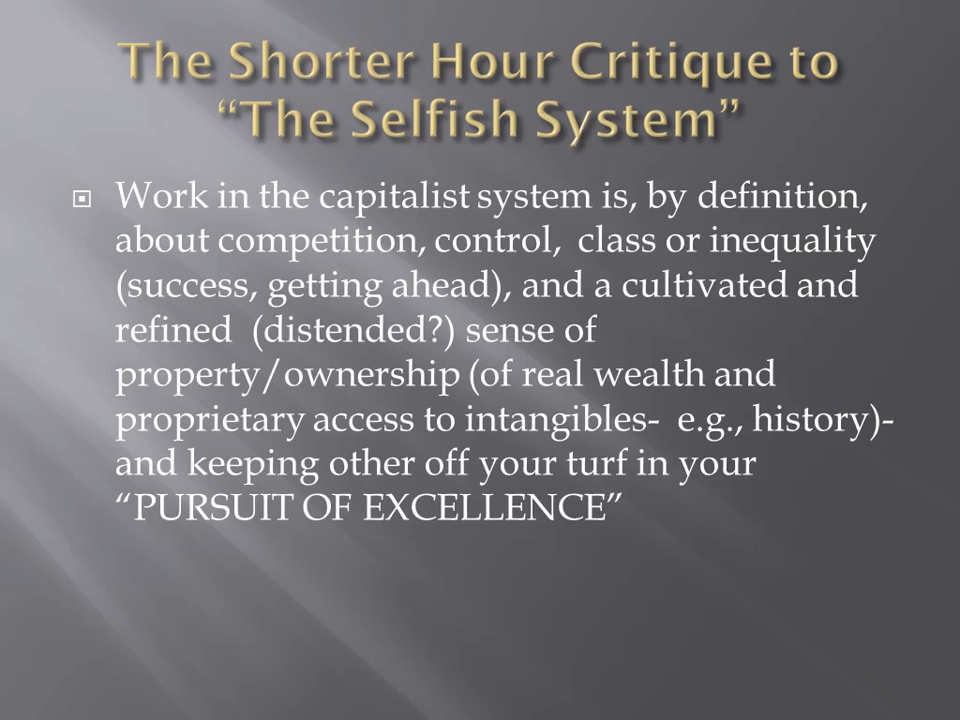 The Shorter Hour Critique to
“The Selfish System”
Work in the capitalist system is, by definition,
about competition, control,  class or inequality
(success, getting ahead), and a cultivated and
refined  (distended?) sense of
property/ownership (of real wealth and
proprietary access to intangibles-  e.g., history)-
and keeping other off your turf in your
“PURSUIT OF EXCELLENCE”